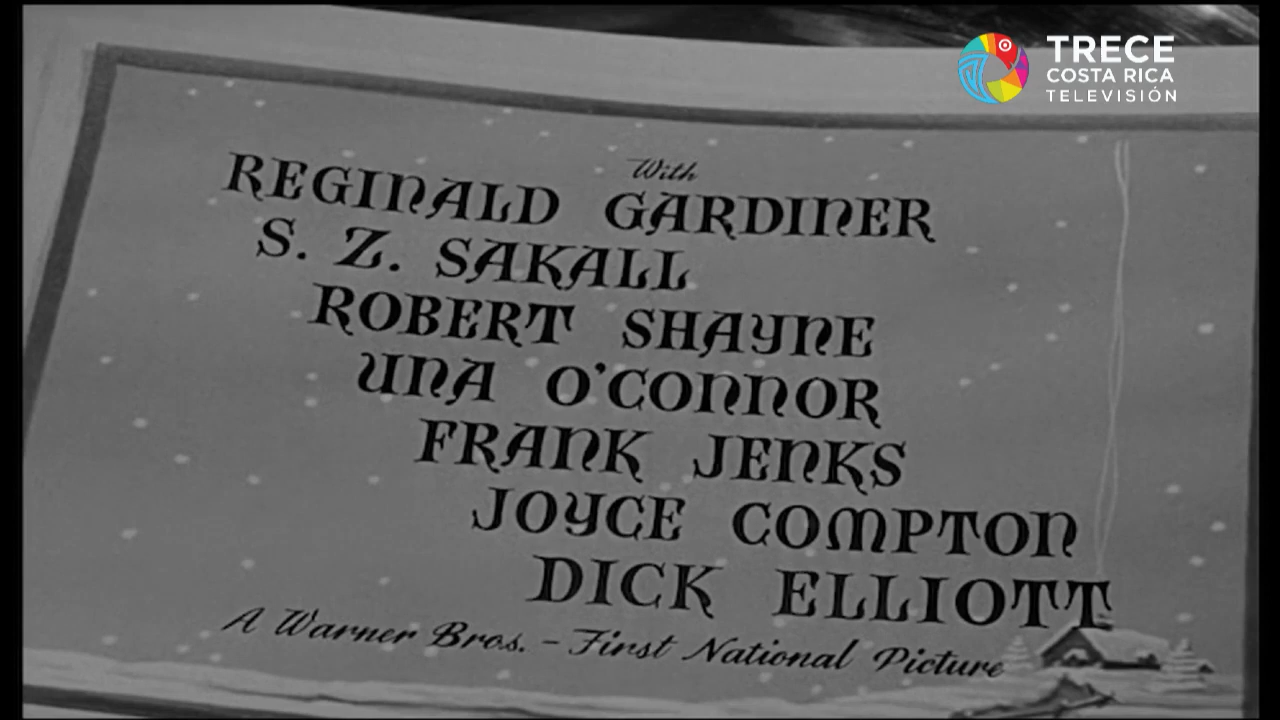 TRECE
COSTA RICA
TELEVISIÓN
With
REGINALD GARDINER
S. Z. SAKALL
ROBERT SHAYNE
UNA O'CONNOR
FRANK JENKS
JOYCE COMPTON
DICK ELLIOTT
A Warner Bros. - First National Picture